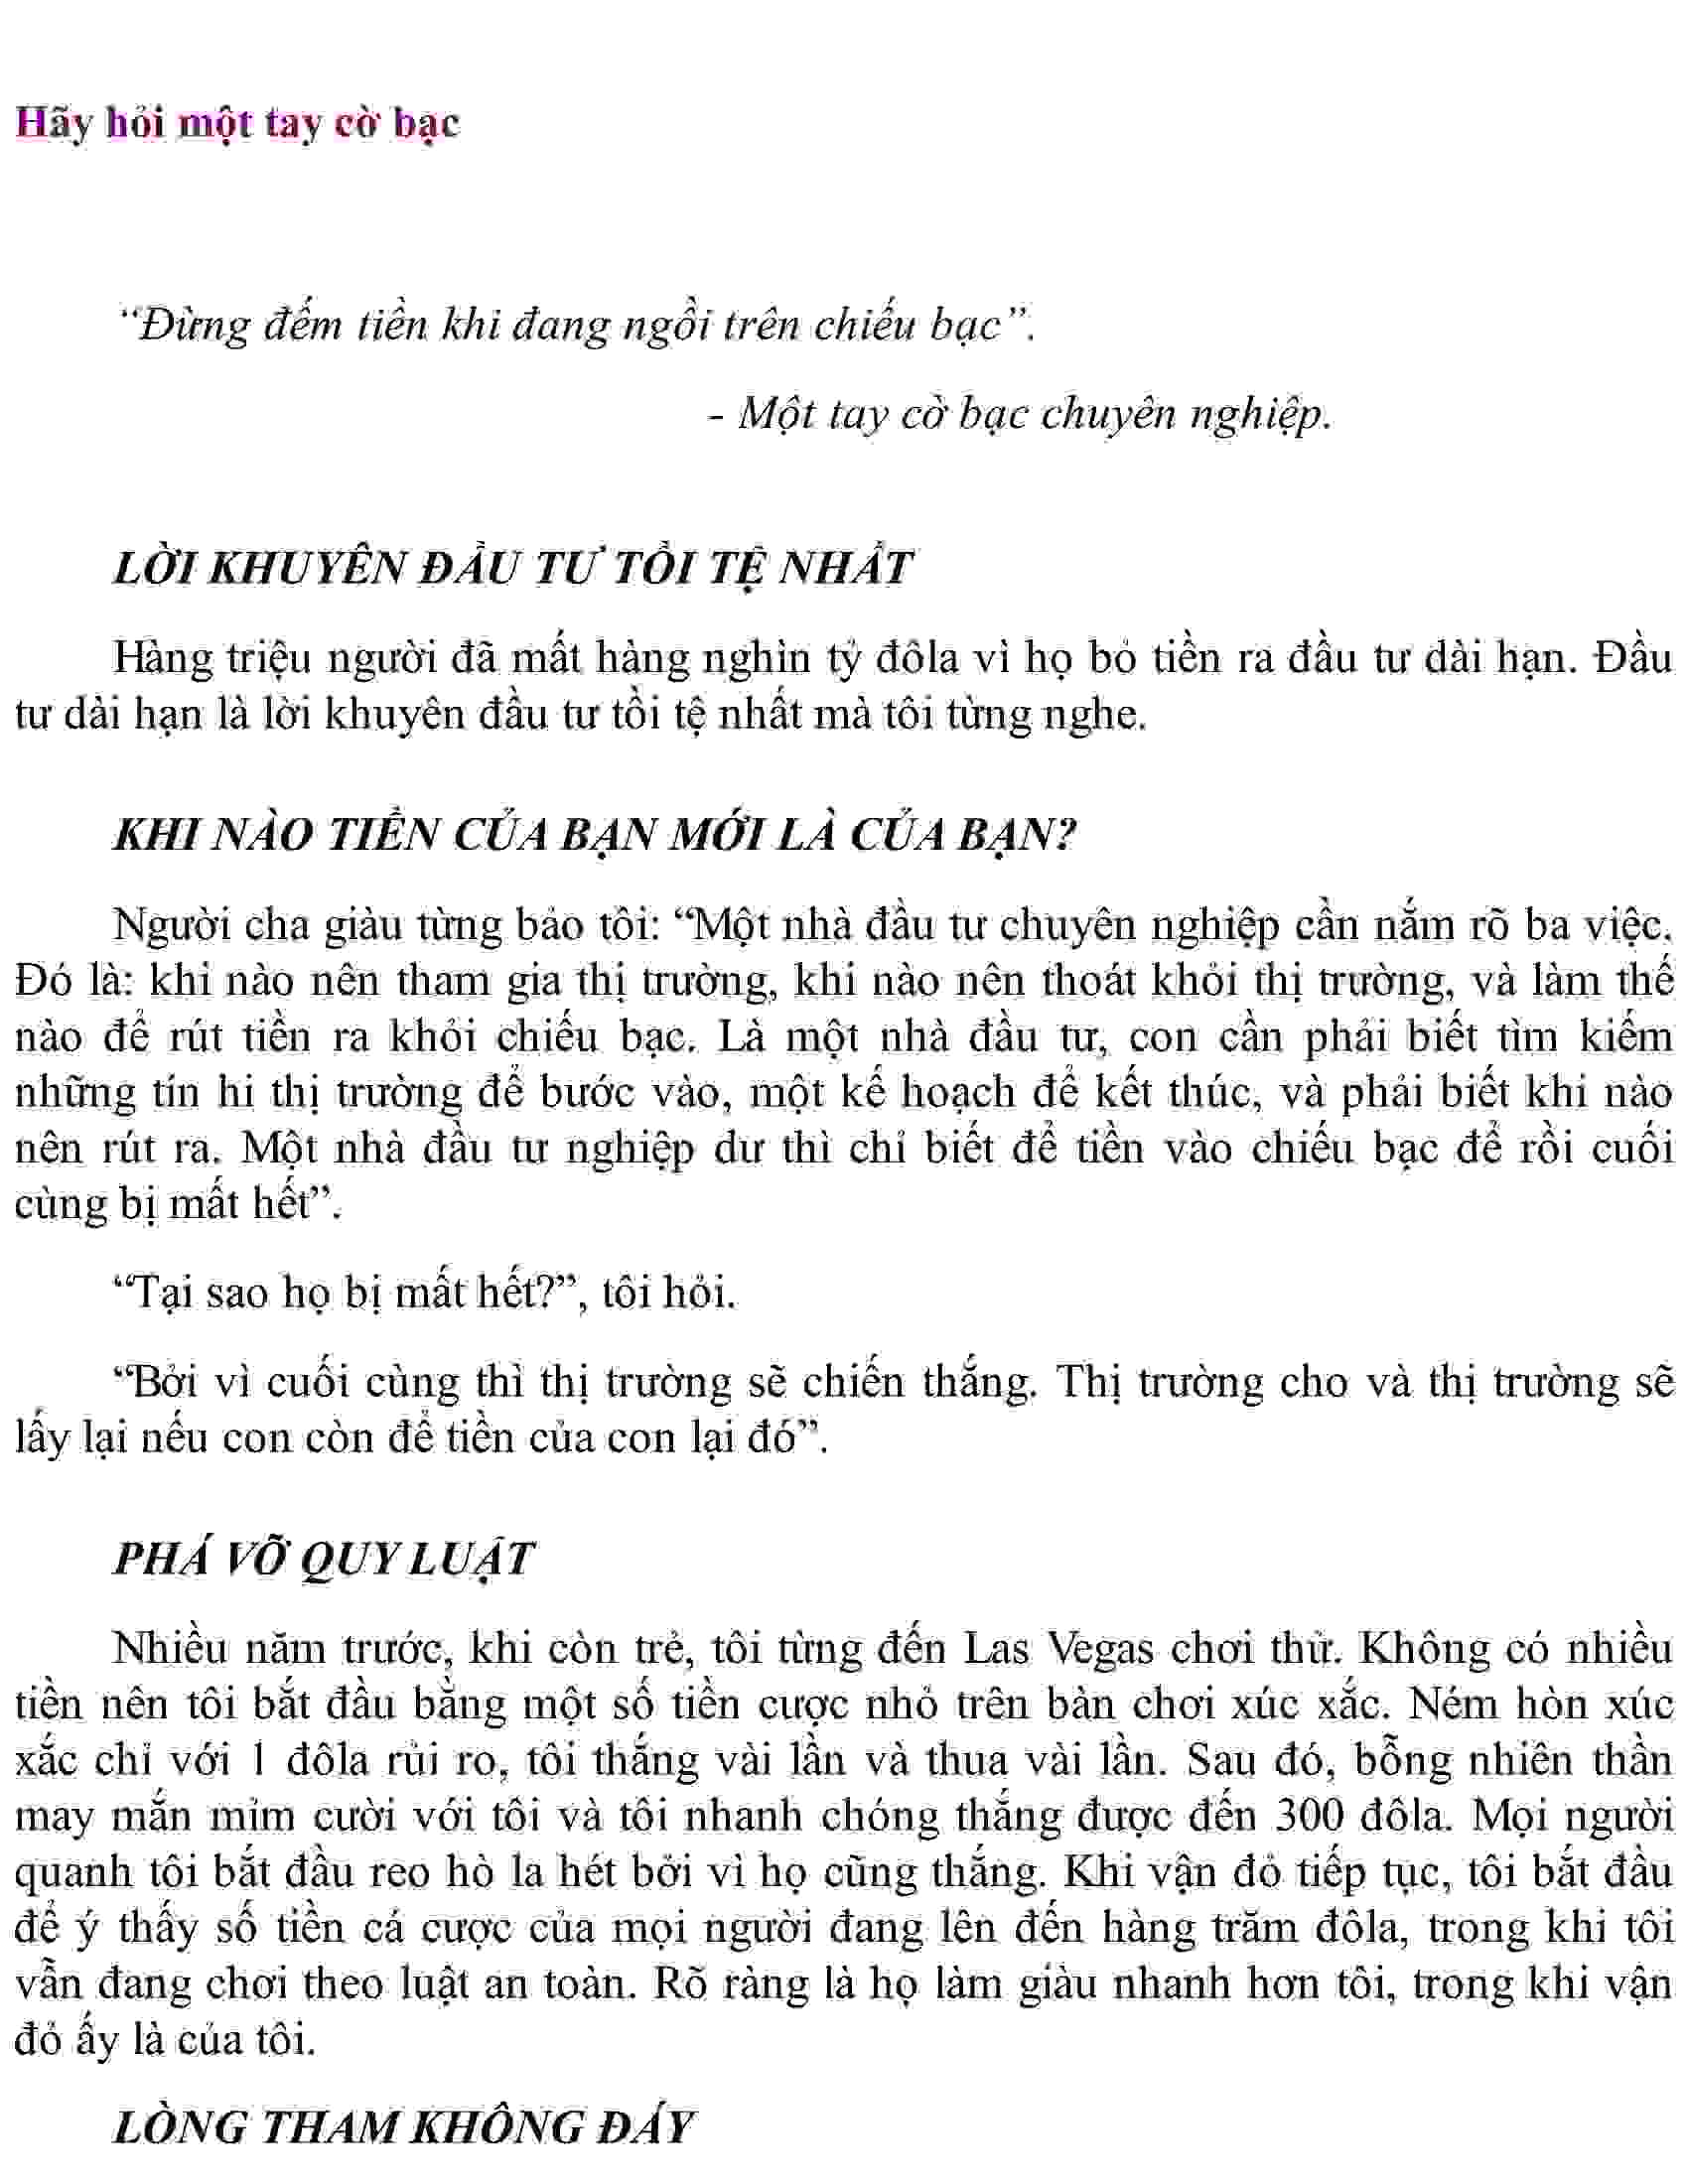 Hãy hỏi một tay cờ bạc
“Đừng đếm tiền khi đang ngồi trên chiếu bạc”.
- Một tay cờ bạc chuyên nghiệp.
LỜI KHUYÊN ĐẦU TƯ TỒI TỆ NHẤT
Hàng triệu người đã mất hàng nghìn tỷ đôla vì họ bỏ tiền ra đầu tư dài hạn. Đầu
tư dài hạn là lời khuyên đầu tư tồi tệ nhất mà tôi từng nghe.
KHI NÀO TIỀN CỦA BẠN MỚI LÀ CỦA BẠN?
Người cha giàu từng bảo tôi: “Một nhà đầu tư chuyên nghiệp cần nắm rõ ba việc.
Đó là: khi nào nên tham gia thị trường, khi nào nên thoát khỏi thị trường, và làm thế
nào để rút tiền ra khỏi chiếu bạc. Là một nhà đầu tư, con cần phải biết tìm kiếm
những tín hi thị trường để bước vào, một kế hoạch để kết thúc, và phải biết khi nào
nên rút ra. Một nhà đầu tư nghiệp dư thì chỉ biết để tiền vào chiếu bạc để rồi cuối
cùng bị mất hết”.
“Tại sao họ bị mất hết?”, tôi hỏi.
“Bởi vì cuối cùng thì thị trường sẽ chiến thắng. Thị trường cho và thị trường sẽ
lấy lại nếu con còn để tiền của con lại đó”.
PHÁ VỠ QUY LUẬT
Nhiều năm trước, khi còn trẻ, tôi từng đến Las Vegas chơi thử. Không có nhiều
tiền nên tôi bắt đầu bằng một số tiền cược nhỏ trên bàn chơi xúc xắc. Ném hòn xúc
xắc chỉ với 1 đôla rủi ro, tôi thắng vài lần và thua vài lần. Sau đó, bỗng nhiên thần
may mắn mỉm cười với tôi và tôi nhanh chóng thắng được đến 300 đôla. Mọi người
quanh tôi bắt đầu reo hò la hét bởi vì họ cũng thắng. Khi vận đỏ tiếp tục, tôi bắt đầu
để ý thấy số tiền cá cược của mọi người đang lên đến hàng trăm đôla, trong khi tôi
vẫn đang chơi theo luật an toàn. Rõ ràng là họ làm giàu nhanh hơn tôi, trong khi vận
đỏ ấy là của tôi.
LÒNG THAM KHÔNG ĐÁY